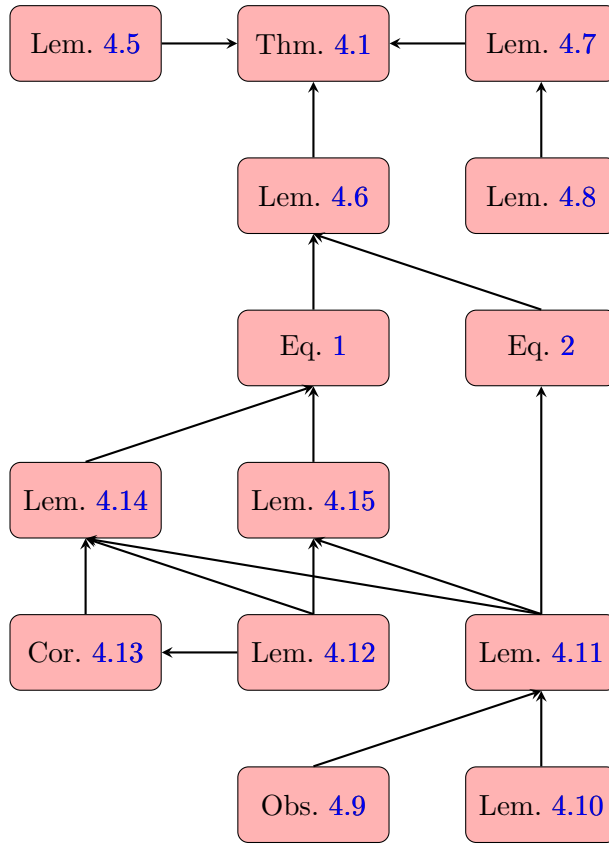 Lem. 4.5
Thm. 4.1
Lem. 4.7
Lem. 4.6
Lem. 4.8
Eq. 1
Eq. 2
Lem. 4.14
Lem. 4.15
Cor. 4.13
Lem. 4.12
Lem. 4.11
Obs. 4.9
Lem. 4.10